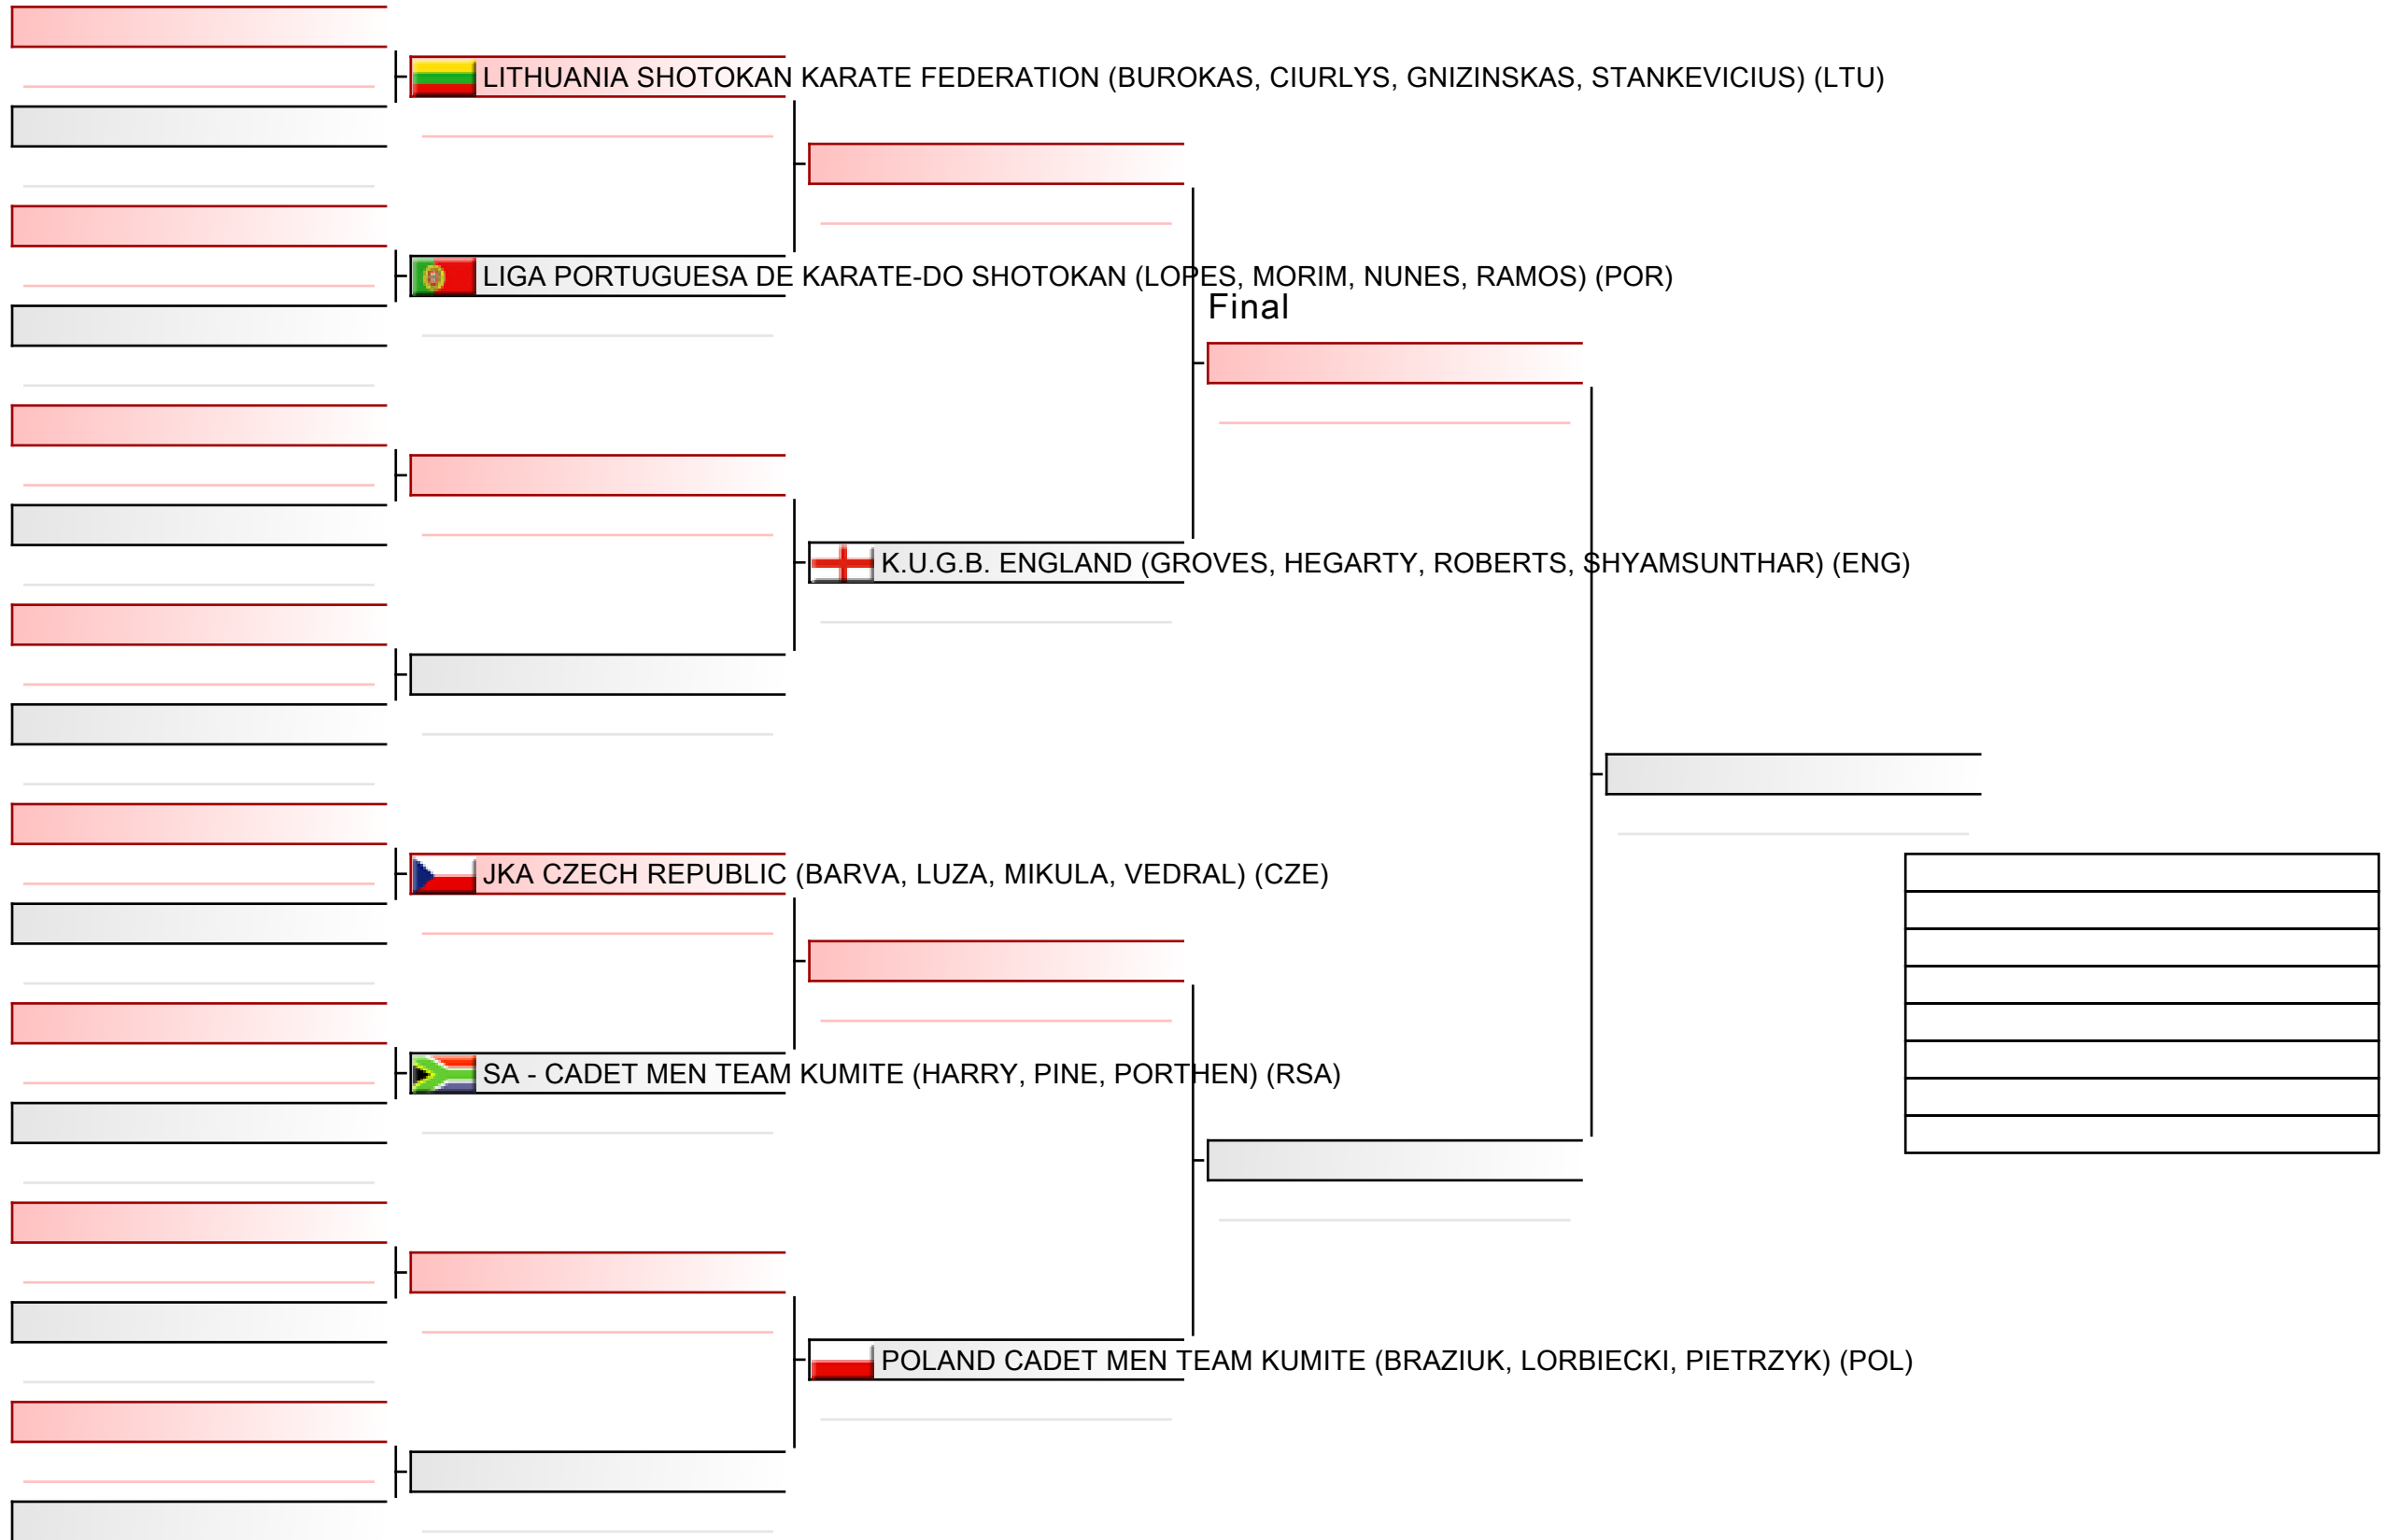 LITHUANIA SHOTOKAN KARATE FEDERATION (BUROKAS, CIURLYS, GNIZINSKAS, STANKEVICIUS) (LTU)
LIGA PORTUGUESA DE KARATE-DO SHOTOKAN (LOPES, MORIM, NUNES, RAMOS) (POR)
Final
K.U.G.B. ENGLAND (GROVES, HEGARTY, ROBERTS, SHYAMSUNTHAR) (ENG)
JKA CZECH REPUBLIC (BARVA, LUZA, MIKULA, VEDRAL) (CZE)
SA - CADET MEN TEAM KUMITE (HARRY, PINE, PORTHEN) (RSA)
POLAND CADET MEN TEAM KUMITE (BRAZIUK, LORBIECKI, PIETRZYK) (POL)